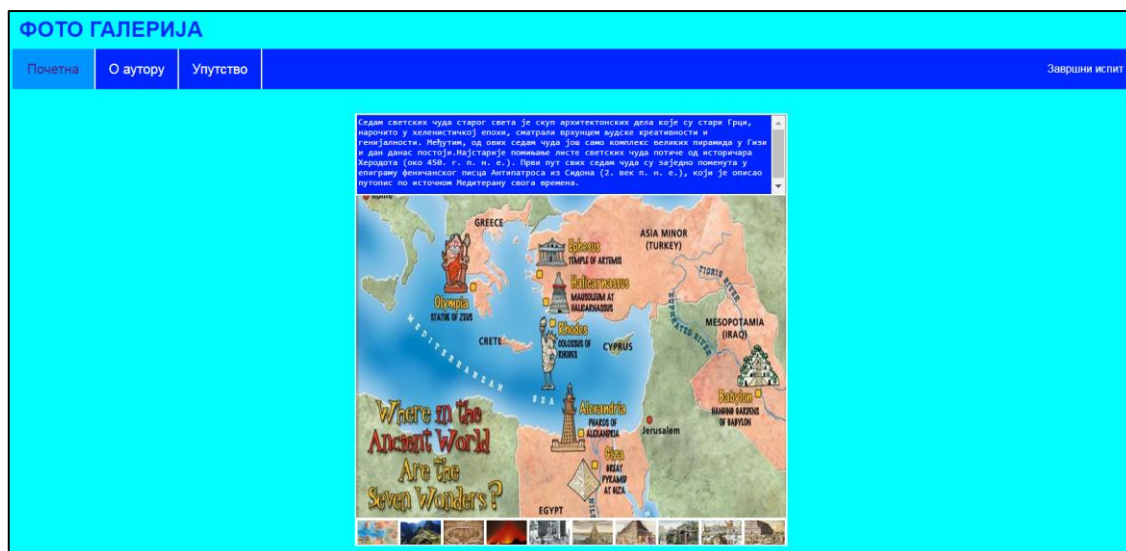 ФОТО ГАЛЕРИЈА
Почетна
О аутору
Упутство
Завршни испит
Седам светских чуда старог света је скуп архитектонских дела које су стари Грци,
нарочито у хеленистичкој епохи, сматрали врхунцем људске креативности и
генијалности. Међутим, од ових седам чуда још само комплекс великих пирамида у Гизи
и дан данас постоји.Најстарије помињање листе светских чуда потиче од историчара
Херодота (око 450. г. п. н. е.). Први пут свих седам чуда су заједно поменута у
епиграму феничанског писца Антипатроса из Сидона (2. век п. н. е.), који је описао
путопис по источном Медитерану свога времена.
GREECE
ASIA MINOR
(TURKEY)
Ephesus
TEMPLE OF ARTEMIS
TIGRIS RIVER
Halicarnassus
MAUSOLEUM AT
HALICARNASSUS
Olympia
STATUE OF ZEUS
EUPHRATES RIVER
MESOPOTAMIA
(IRAQ)
Rhodes
COLOSSUS OF
RHODES
CRETE
CYPRUS
MEDITERRANEAN
SEA
Babylon
HANGING GARDENS
OF BABYLON
Alexandria
PHAROS OF
ALEXANDRIA
Jerusalem
Where in the
Ancient World
Are the
Seven Wonders?
Giza
GREAT
PYRAMID
AT GIZA
EGYPT